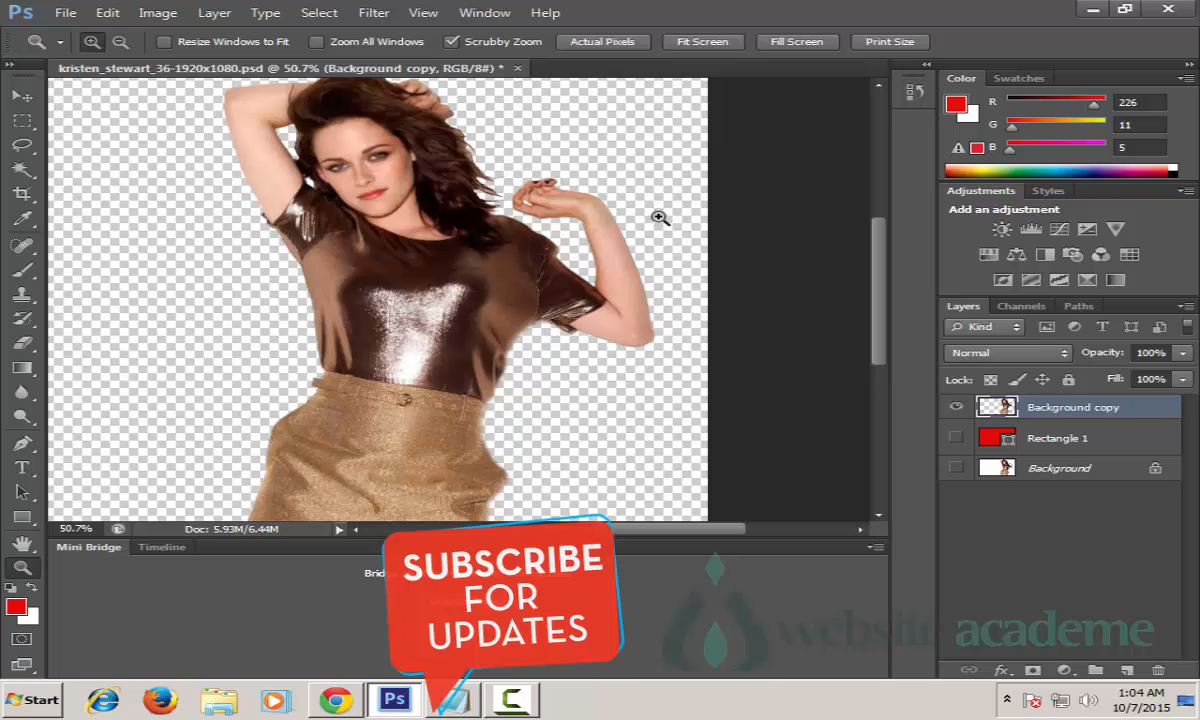 Ps File Edit Image Layer Type Select Filter View Window Help
Resize Windows to Fit Zoom All Windows Scrubby Zoom Actual Pixels Fit Screen Fill Screen Print Size
kristen_stewart_36-1920x1080.psd @ 50.7% (Background copy, RGB/8#) * ×
Color Swatches
R 226
G 11
B 5
Adjustments Styles
Add an adjustment
Layers Channels Paths
Kind
Normal Opacity: 100%
Lock: Fill: 100%
Background copy
Rectangle 1
Background
50.7% Doc: 5.93M/6.44M
Mini Bridge Timeline
SUBSCRIBE
FOR
UPDATES
website academe
Start Ps
1:04 AM
10/7/2015